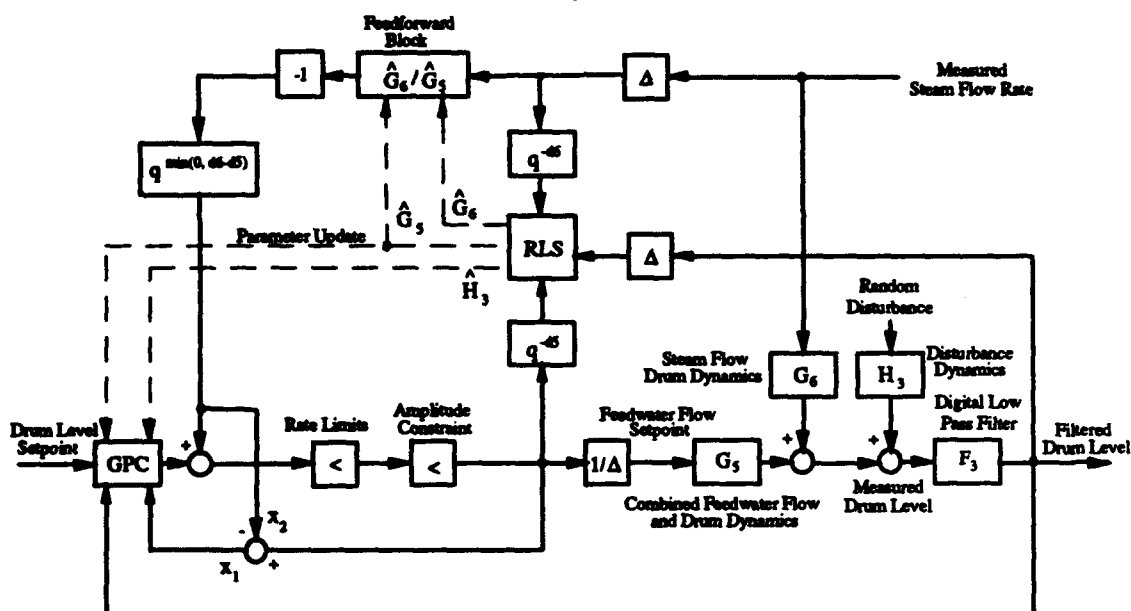 Feedforward
Block
-1
Ĝ₆/Ĝ₅
Δ
Measured
Steam Flow Rate
q^min(0, d6-d5)
q^-d6
Ĝ₅
Ĝ₆
Parameter Update
RLS
Δ
Ĥ₃
Random
Disturbance
q^-d5
Steam Flow
Drum Dynamics
G₆
H₃
Disturbance
Dynamics
Drum Level
Setpoint
Rate Limits
Amplitude
Constraint
Feedwater Flow
Setpoint
Digital Low
Pass Filter
Filtered
Drum Level
GPC
+
<
<
1/Δ
G₅
+
+
F₃
Combined Feedwater Flow
and Drum Dynamics
Measured
Drum Level
x₂
-
x₁
+